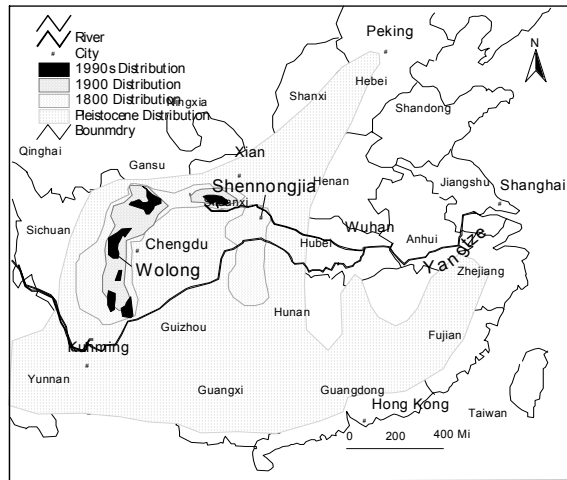 River
City
1990s Distribution
1900 Distribution
1800 Distribution
Pleistocene Distribution
Bounmdry
Peking
N
Hebei
Shanxi
Ningxia
Shandong
Qinghai
Gansu
Xian
Shennongjia
Henan
Jiangshu
Shanghai
Shaanxi
Sichuan
Chengdu
Wuhan
Hubei
Anhui
Yangtze
Wolong
Zhejiang
Hunan
Guizhou
Fujian
Kunming
Yunnan
Guangxi
Guangdong
Hong Kong
Taiwan
0 200 400 Mi